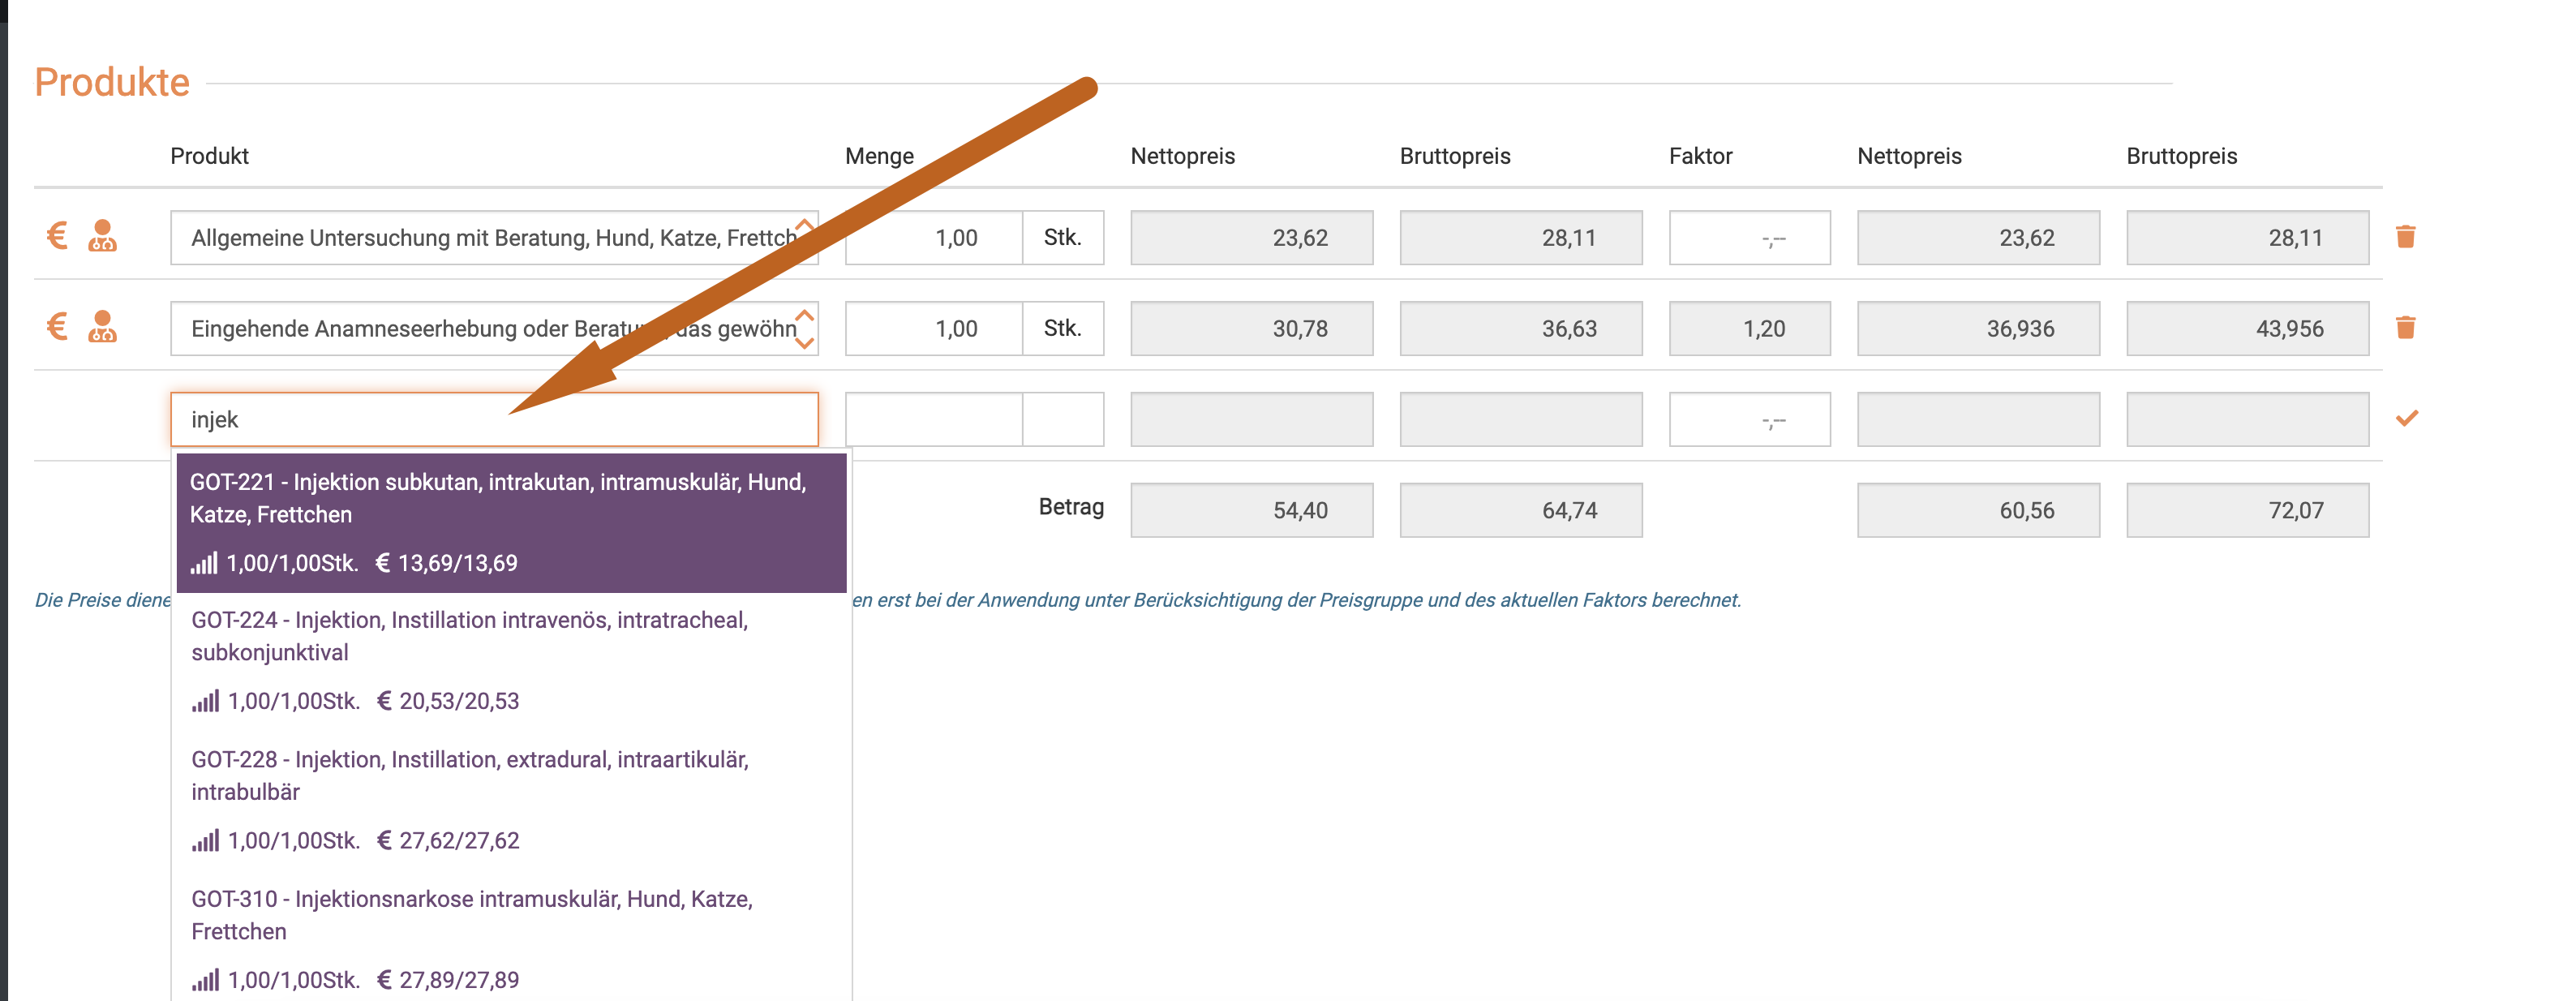 Produkte
Produkt Menge Nettopreis Bruttopreis Faktor Nettopreis Bruttopreis
€ Allgemeine Untersuchung mit Beratung, Hund, Katze, Frettch 1,00 Stk. 23,62 28,11 -,-- 23,62 28,11
€ Eingehende Anamneseerhebung oder das gewöhn 1,00 Stk. 30,78 36,63 1,20 36,936 43,956
injek -,--
GOT-221 - Injektion subkutan, intrakutan, intramuskulär, Hund,
Katze, Frettchen
1,00/1,00Stk. € 13,69/13,69
Betrag 54,40 64,74 60,56 72,07
Die Preise diene en erst bei der Anwendung unter Berücksichtigung der Preisgruppe und des aktuellen Faktors berechnet.
GOT-224 - Injektion, Instillation intravenös, intratracheal,
subkonjunktival
1,00/1,00Stk. € 20,53/20,53
GOT-228 - Injektion, Instillation, extradural, intraartikulär,
intrabulbär
1,00/1,00Stk. € 27,62/27,62
GOT-310 - Injektionsnarkose intramuskulär, Hund, Katze,
Frettchen
1,00/1,00Stk. € 27,89/27,89